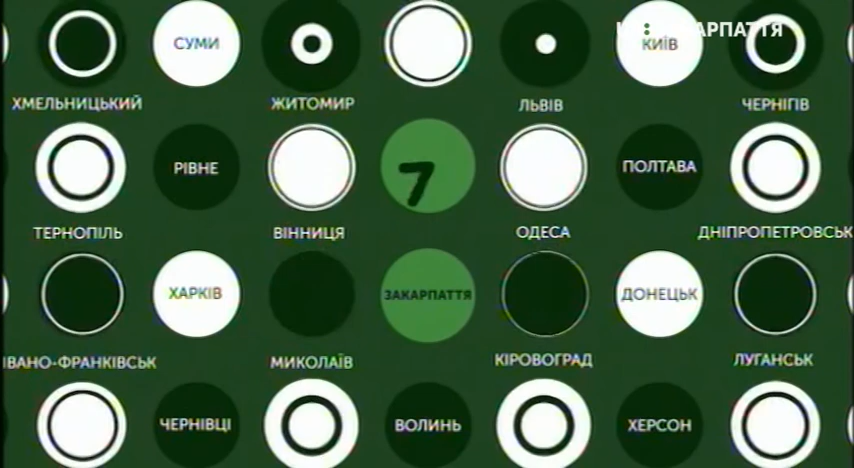 СУМИ
КИЇВ
ХМЕЛЬНИЦЬКИЙ
ЖИТОМИР
ЛЬВІВ
ЧЕРНІГІВ
РІВНЕ
ПОЛТАВА
ТЕРНОПІЛЬ
ВІННИЦЯ
ОДЕСА
ДНІПРОПЕТРОВСЬК
ХАРКІВ
ЗАКАРПАТТЯ
ДОНЕЦЬК
ІВАНО-ФРАНКІВСЬК
МИКОЛАЇВ
КІРОВОГРАД
ЛУГАНСЬК
ЧЕРНІВЦІ
ВОЛИНЬ
ХЕРСОН